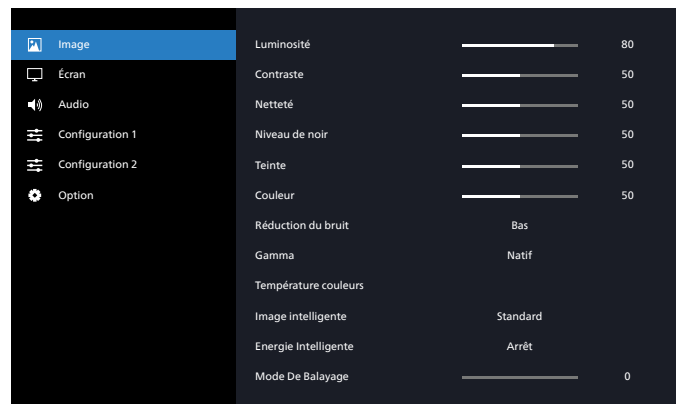 Image
Écran
Audio
Configuration 1
Configuration 2
Option
Luminosité 80
Contraste 50
Netteté 50
Niveau de noir 50
Teinte 50
Couleur 50
Réduction du bruit Bas
Gamma Natif
Température couleurs
Image intelligente Standard
Energie Intelligente Arrêt
Mode De Balayage 0